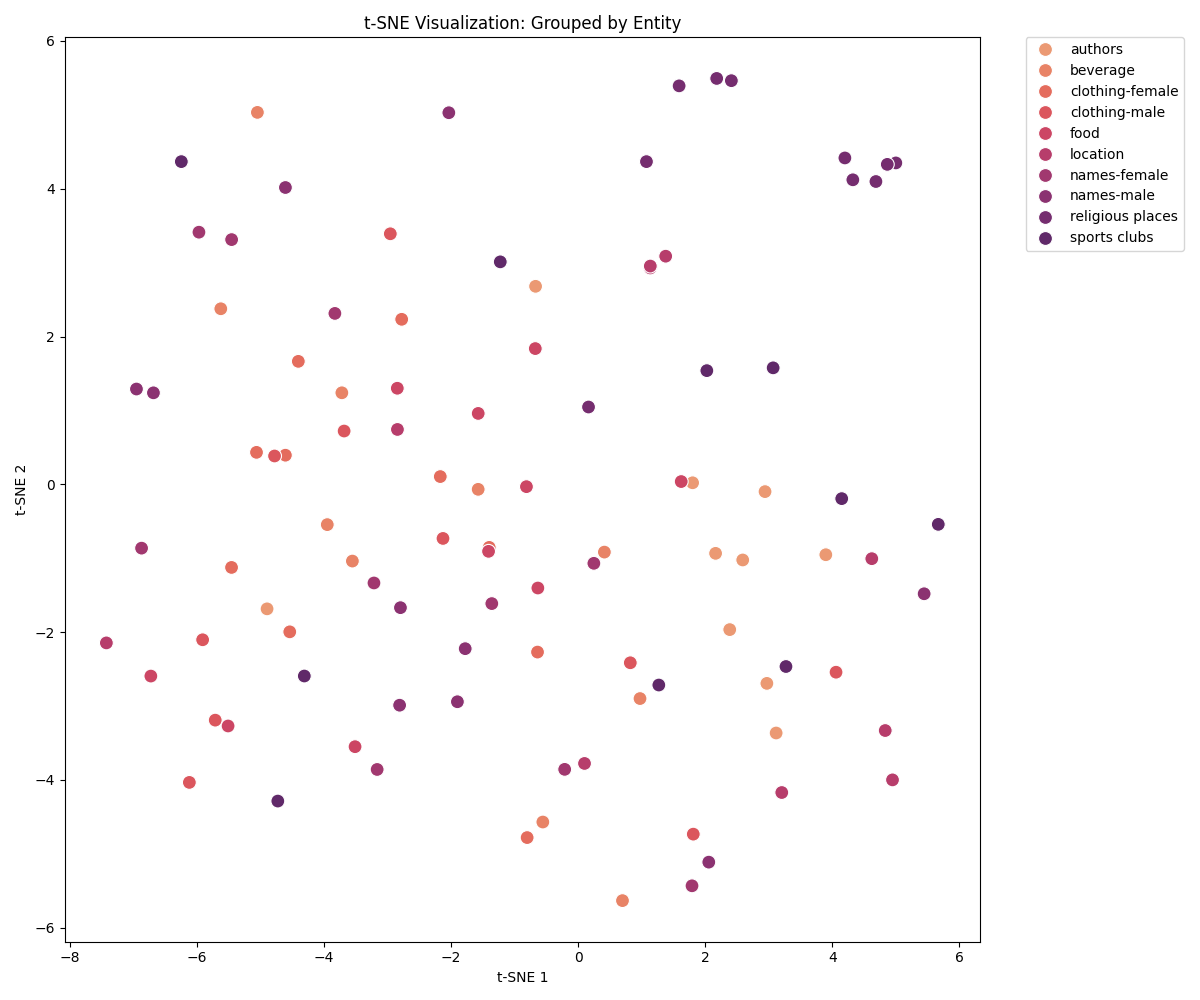 t-SNE Visualization: Grouped by Entity
6
4
2
0
−2
−4
−6
t-SNE 2
−8
−6
−4
−2
0
2
4
6
t-SNE 1
authors
beverage
clothing-female
clothing-male
food
location
names-female
names-male
religious places
sports clubs